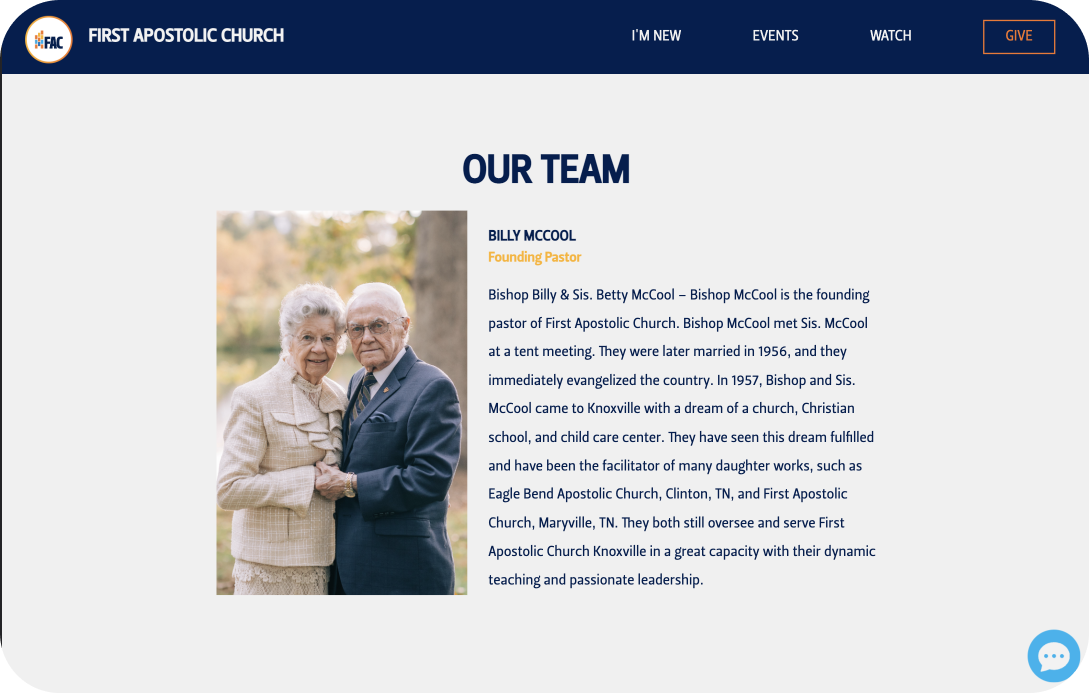 FAC
FIRST APOSTOLIC CHURCH
I'M NEW
EVENTS
WATCH
GIVE
OUR TEAM
BILLY MCCOOL
Founding Pastor
Bishop Billy & Sis. Betty McCool – Bishop McCool is the founding
pastor of First Apostolic Church. Bishop McCool met Sis. McCool
at a tent meeting. They were later married in 1956, and they
immediately evangelized the country. In 1957, Bishop and Sis.
McCool came to Knoxville with a dream of a church, Christian
school, and child care center. They have seen this dream fulfilled
and have been the facilitator of many daughter works, such as
Eagle Bend Apostolic Church, Clinton, TN, and First Apostolic
Church, Maryville, TN. They both still oversee and serve First
Apostolic Church Knoxville in a great capacity with their dynamic
teaching and passionate leadership.